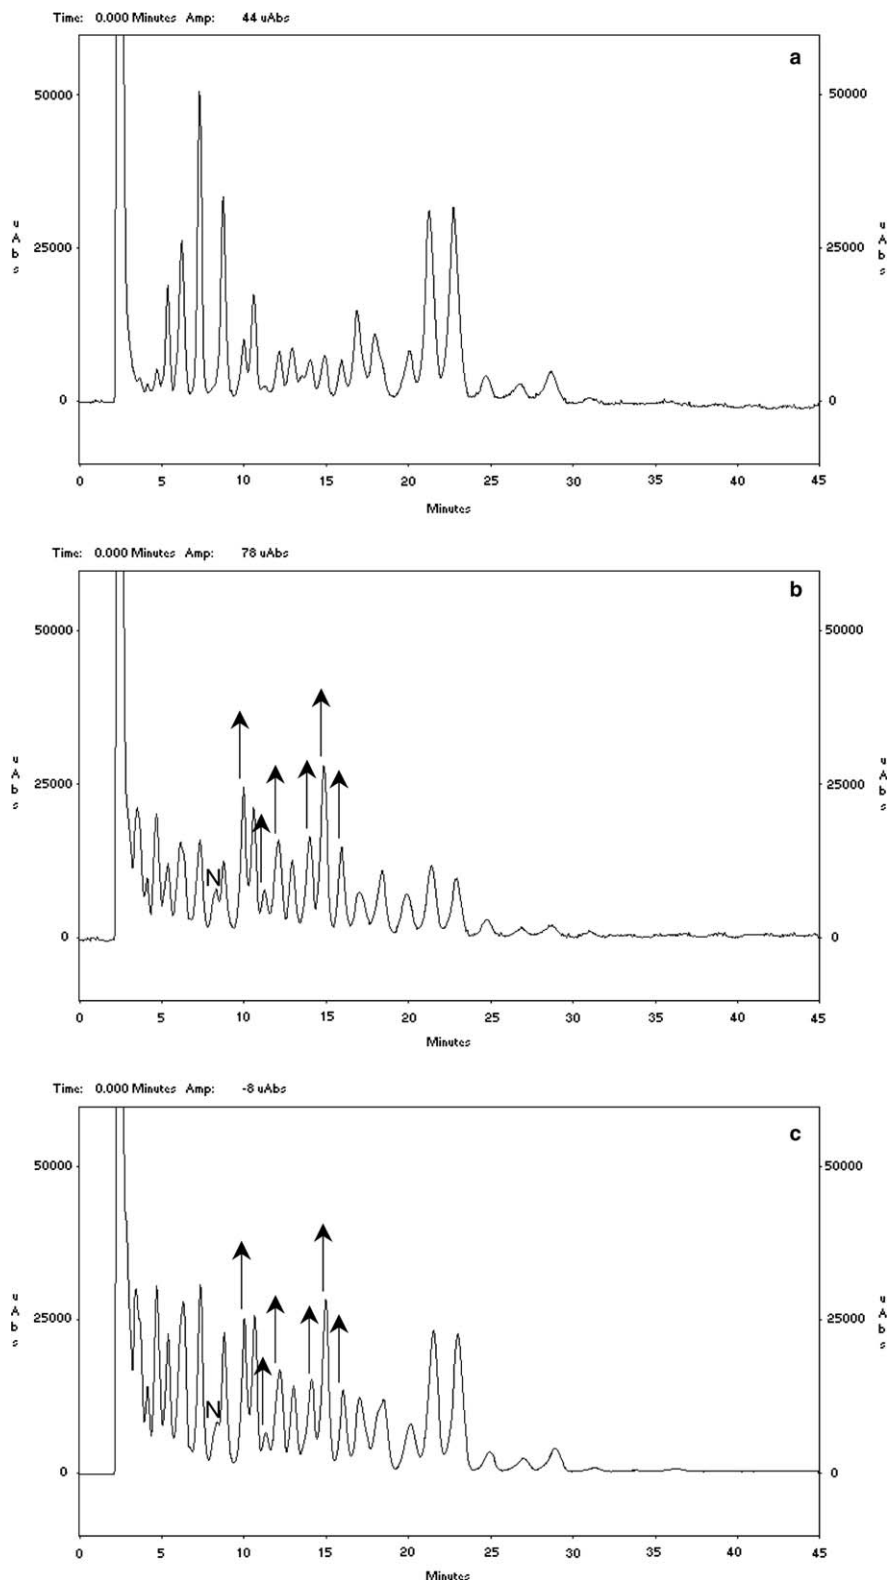 Time: 0.000 Minutes Amp: 44 uAbs
a
50000 50000
u A b s 25000 25000 u A b s
0 0
0 5 10 15 20 25 30 35 40 45
Minutes
Time: 0.000 Minutes Amp: 78 uAbs
b
50000 50000
u A b s 25000 25000 u A b s
N
0 0
0 5 10 15 20 25 30 35 40 45
Minutes
Time: 0.000 Minutes Amp: -8 uAbs
c
50000 50000
u A b s 25000 25000 u A b s
N
0 0
0 5 10 15 20 25 30 35 40 45
Minutes